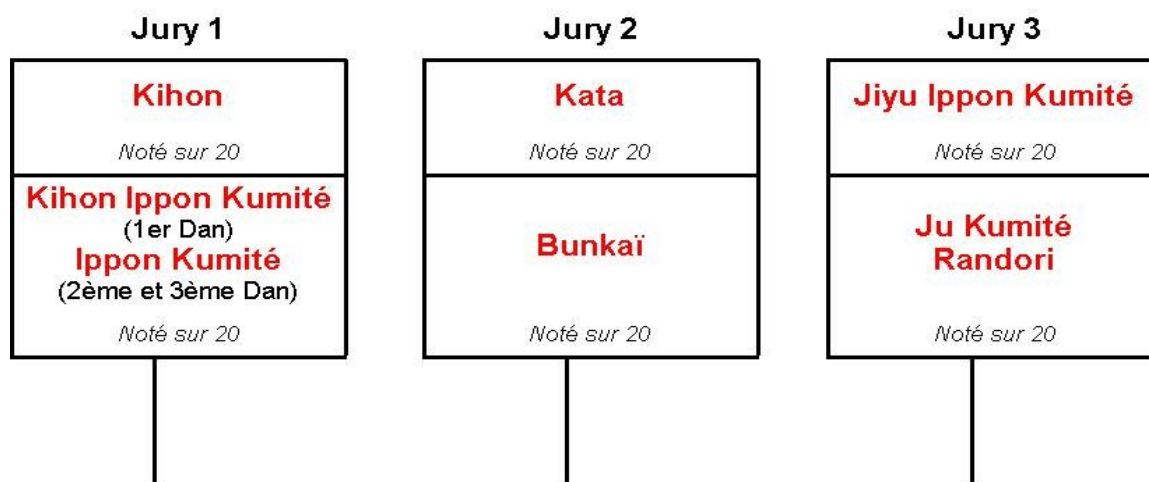 Jury 1
Kihon
Noté sur 20
Kihon Ippon Kumité
(1er Dan)
Ippon Kumité
(2ème et 3ème Dan)
Noté sur 20
Jury 2
Kata
Noté sur 20
Bunkaï
Noté sur 20
Jury 3
Jiyu Ippon Kumité
Noté sur 20
Ju Kumité
Randori
Noté sur 20